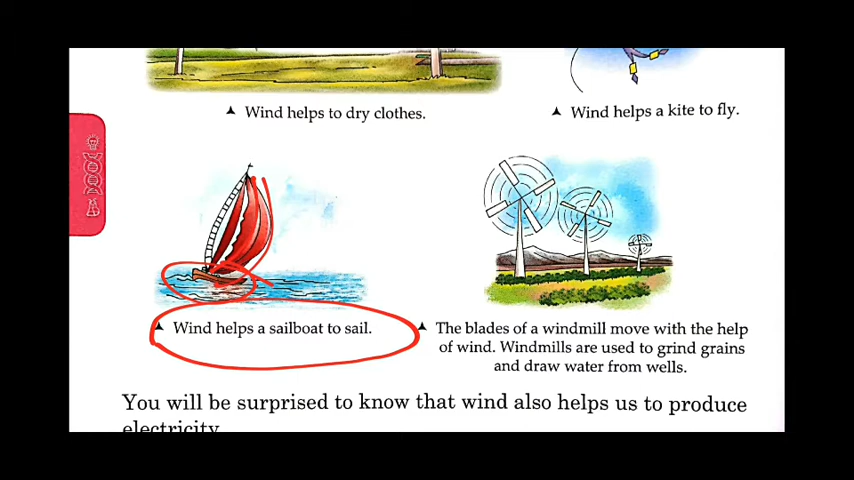 Wind helps to dry clothes.
Wind helps a kite to fly.
Wind helps a sailboat to sail.
The blades of a windmill move with the help
of wind. Windmills are used to grind grains
and draw water from wells.
You will be surprised to know that wind also helps us to produce
electricity